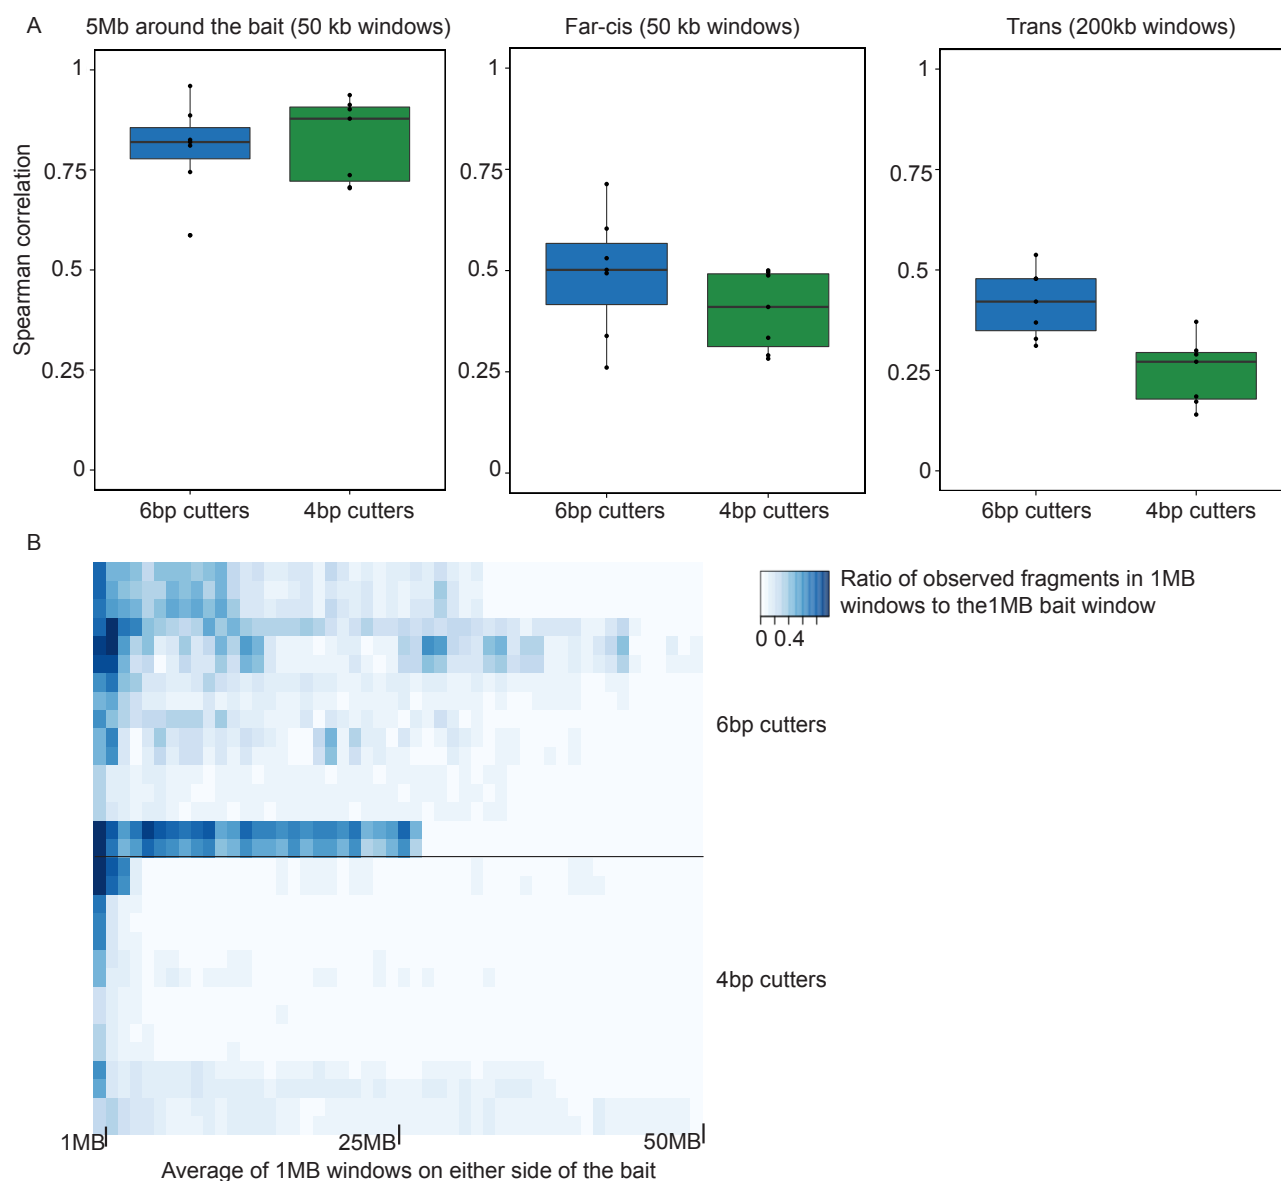 A
5Mb around the bait (50 kb windows)
Far-cis (50 kb windows)
Trans (200kb windows)
Spearman correlation
1
0.75
0.5
0.25
0
6bp cutters
4bp cutters
1
0.75
0.5
0.25
0
6bp cutters
4bp cutters
1
0.75
0.5
0.25
0
6bp cutters
4bp cutters
B
Ratio of observed fragments in 1MB
windows to the1MB bait window
0 0.4
6bp cutters
4bp cutters
1MB
25MB
50MB
Average of 1MB windows on either side of the bait